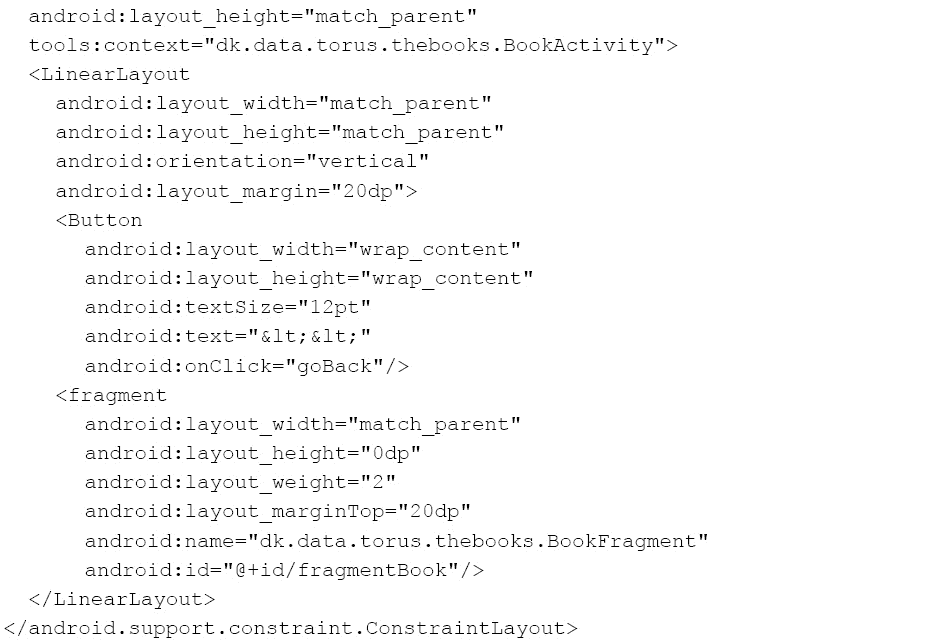 android:layout_height="match_parent"
tools:context="dk.data.torus.thebooks.BookActivity">
<LinearLayout
android:layout_width="match_parent"
android:layout_height="match_parent"
android:orientation="vertical"
android:layout_margin="20dp">
<Button
android:layout_width="wrap_content"
android:layout_height="wrap_content"
android:textSize="12pt"
android:text="&lt;&lt;"
android:onClick="goBack"/>
<fragment
android:layout_width="match_parent"
android:layout_height="0dp"
android:layout_weight="2"
android:layout_marginTop="20dp"
android:name="dk.data.torus.thebooks.BookFragment"
android:id="@+id/fragmentBook"/>
</LinearLayout>
</android.support.constraint.ConstraintLayout>